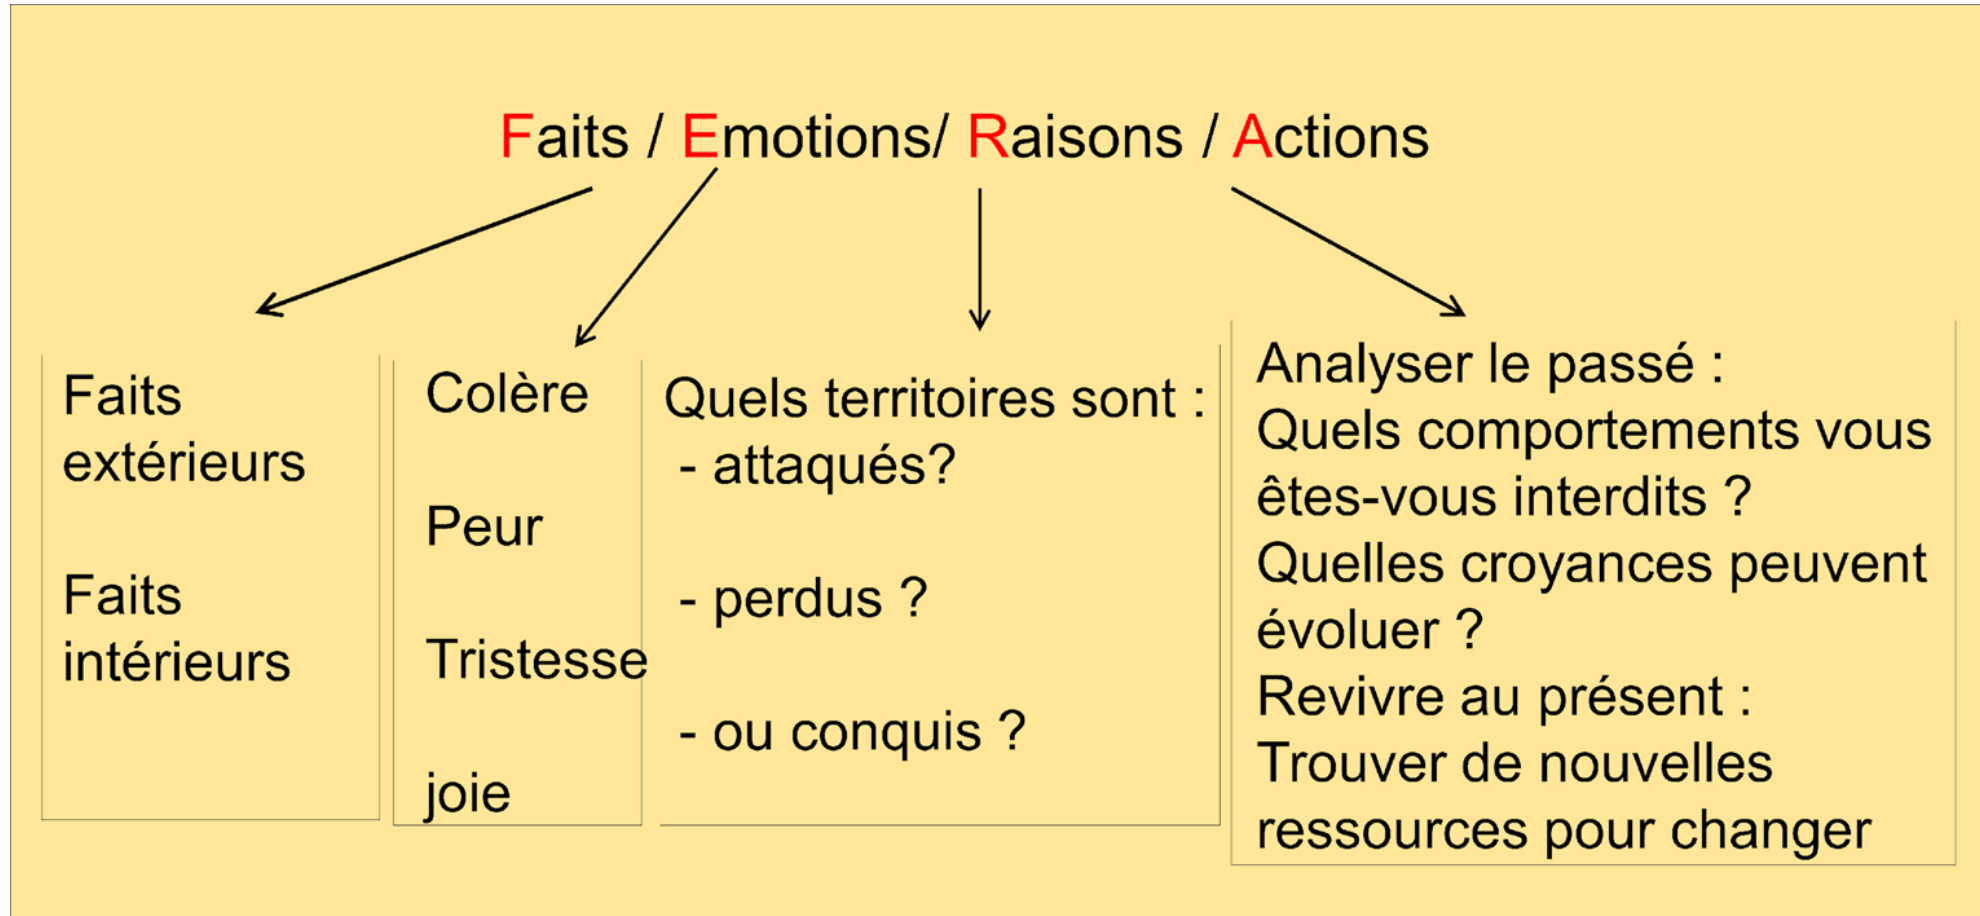 Faits / Emotions/ Raisons / Actions
Faits
extérieurs
Faits
intérieurs
Colère
Peur
Tristesse
joie
Quels territoires sont :
- attaqués?
- perdus ?
- ou conquis ?
Analyser le passé :
Quels comportements vous
êtes-vous interdits ?
Quelles croyances peuvent
évoluer ?
Revivre au présent :
Trouver de nouvelles
ressources pour changer